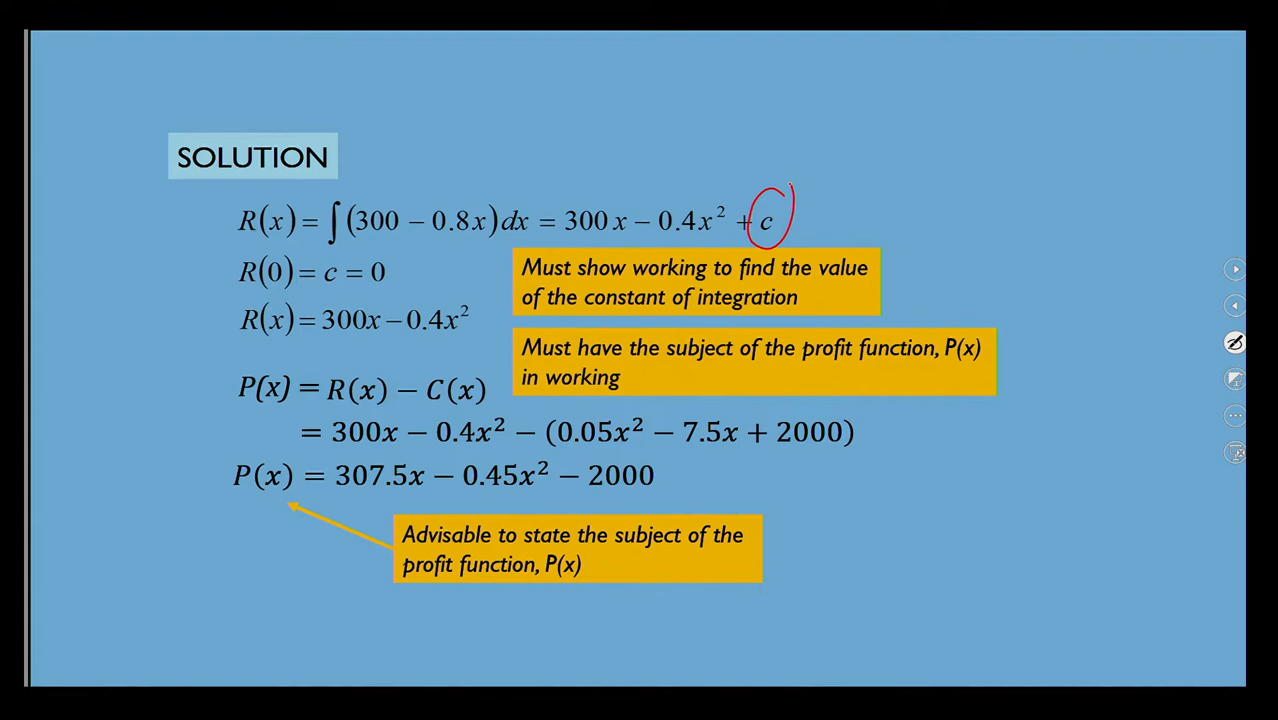 SOLUTION
R(x) = ∫(300 − 0.8x)dx = 300x − 0.4x² + c
R(0) = c = 0
Must show working to find the value
of the constant of integration
R(x) = 300x − 0.4x²
Must have the subject of the profit function, P(x)
in working
P(x) = R(x) − C(x)
= 300x − 0.4x² − (0.05x² − 7.5x + 2000)
P(x) = 307.5x − 0.45x² − 2000
Advisable to state the subject of the
profit function, P(x)